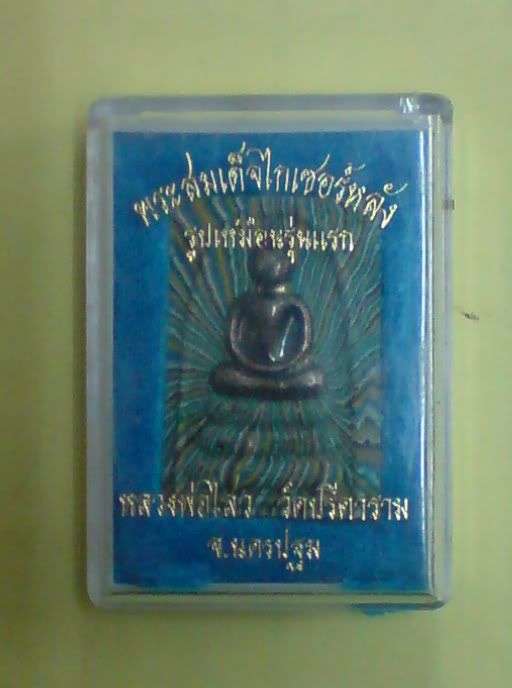 พระสมเด็จไกเซอร์หลัง
รูปเหมือนรุ่นแรก
หลวงพ่อไสว วัดปรีดาราม
จ.นครปฐม